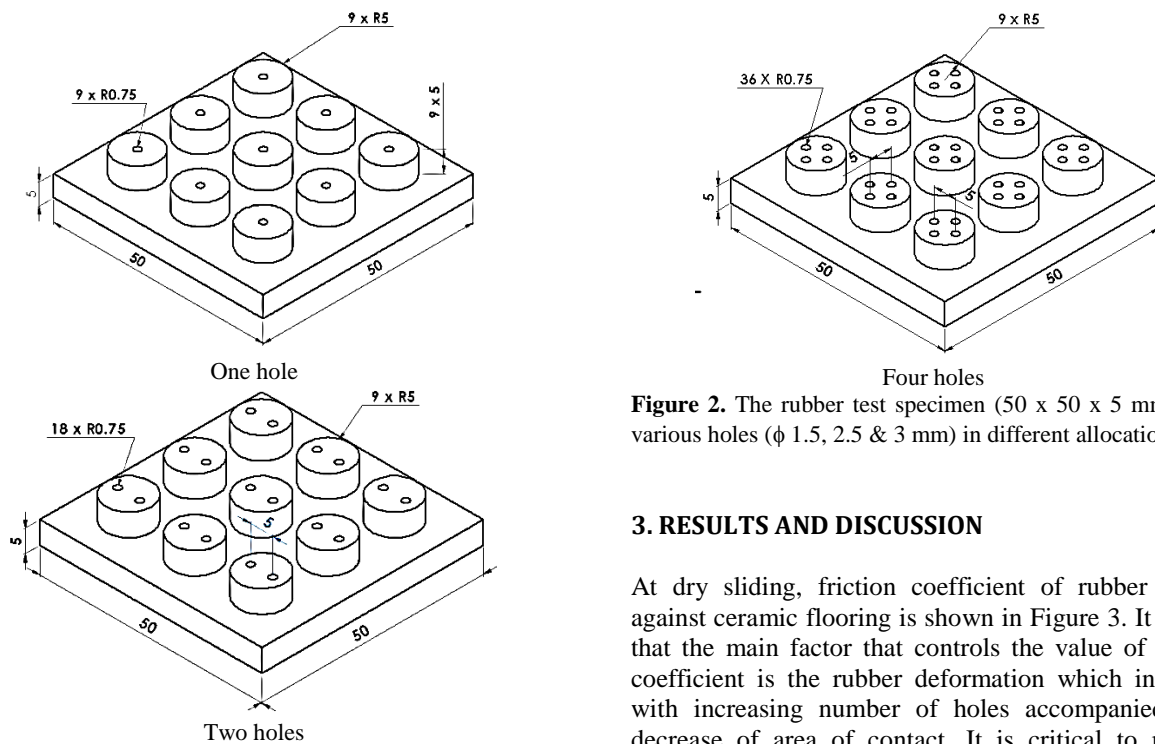 9 x R5
9 x R0.75
9 x 5
5
50
50
One hole
9 x R5
18 x R0.75
5
5
50
50
Two holes
9 x R5
36 X R0.75
5
5
5
50
50
-
Four holes
Figure 2. The rubber test specimen (50 x 50 x 5 mm
various holes (ϕ 1.5, 2.5 & 3 mm) in different allocatio
3. RESULTS AND DISCUSSION
At dry sliding, friction coefficient of rubber
against ceramic flooring is shown in Figure 3. It
that the main factor that controls the value of
coefficient is the rubber deformation which in
with increasing number of holes accompanied
decrease of area of contact. It is critical to